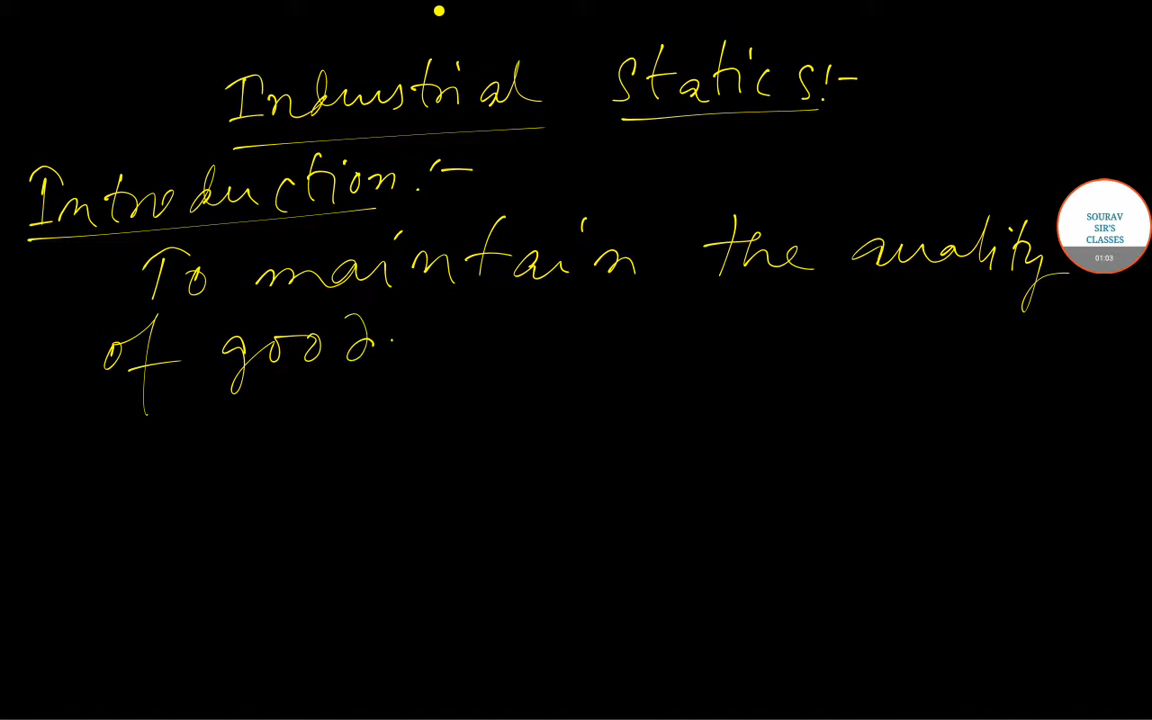 Industrial Statics:-
Introduction:-
To maintain the quality
of good.
SOURAV
SIR'S
CLASSES
01:03